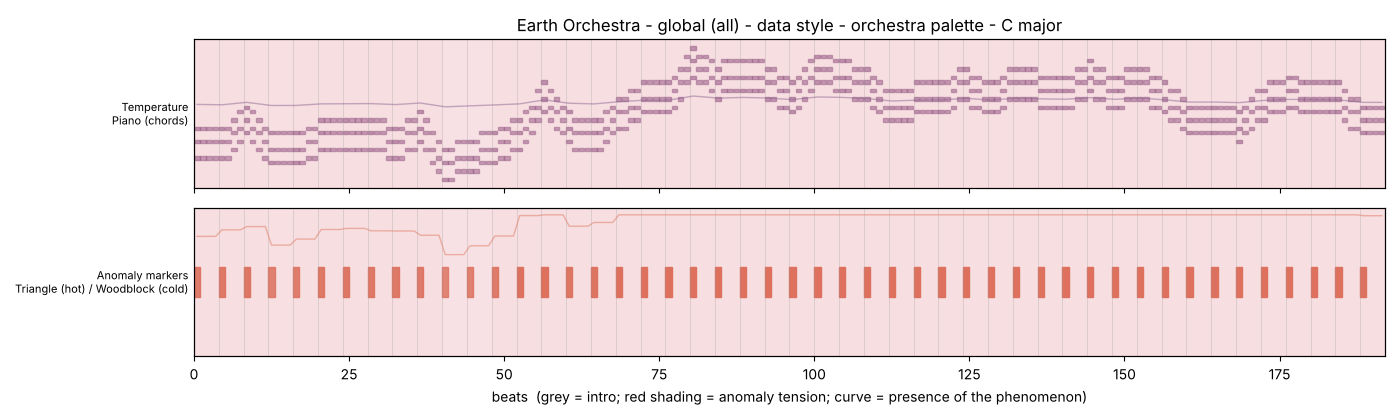 Earth Orchestra - global (all) - data style - orchestra palette - C major
Temperature
Piano (chords)
Anomaly markers
Triangle (hot) / Woodblock (cold)
0 25 50 75 100 125 150 175
beats  (grey = intro; red shading = anomaly tension; curve = presence of the phenomenon)